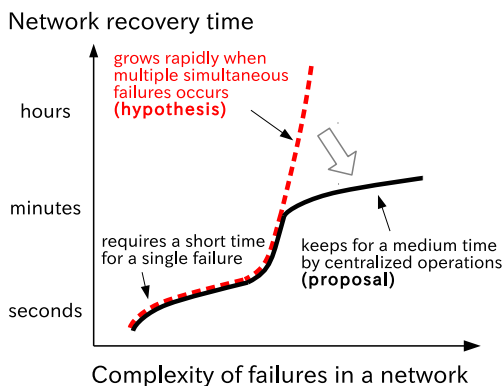 Network recovery time
grows rapidly when
multiple simultaneous
failures occurs
(hypothesis)
hours
minutes
requires a short time
for a single failure
keeps for a medium time
by centralized operations
(proposal)
seconds
Complexity of failures in a network